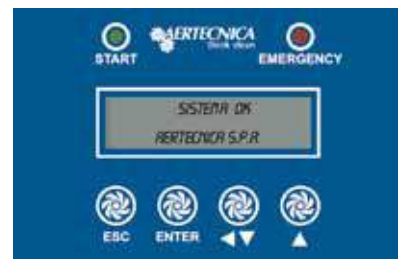 AERTECNICA
START
EMERGENCY
SISTEMA OK
AERTECNICA S.P.A
ESC
ENTER